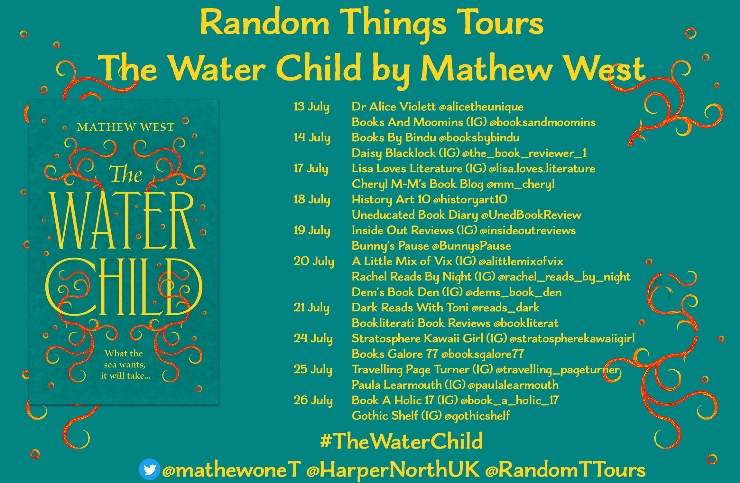 Random Things Tours
The Water Child by Mathew West
MATHEW WEST
The
WATER
CHILD
What the
sea wants,
it will take...
13 July Dr Alice Violett @alicetheunique
Books And Moomins (IG) @booksandmoomins
14 July Books By Bindu @booksbybindu
Daisy Blacklock (IG) @the_book_reviewer_1
17 July Lisa Loves Literature (IG) @lisa.loves.literature
Cheryl M-M's Book Blog @mm_cheryl
18 July History Art 10 @historyart10
Uneducated Book Diary @UnedBookReview
19 July Inside Out Reviews (IG) @insideoutreviews
Bunny's Pause @BunnysPause
20 July A Little Mix of Vix (IG) @alittlemixofvix
Rachel Reads By Night (IG) @rachel_reads_by_night
Dem's Book Den (IG) @dems_book_den
21 July Dark Reads With Toni @reads_dark
Bookliterati Book Reviews @bookliterat
24 July Stratosphere Kawaii Girl (IG) @stratospherekawaiigirl
Books Galore 77 @booksgalore77
25 July Travelling Page Turner (IG) @travelling_pageturner
Paula Learmouth (IG) @paulalearmouth
26 July Book A Holic 17 (IG) @book_a_holic_17
Gothic Shelf (IG) @gothicshelf
#TheWaterChild
@mathewoneT @HarperNorthUK @RandomTTours